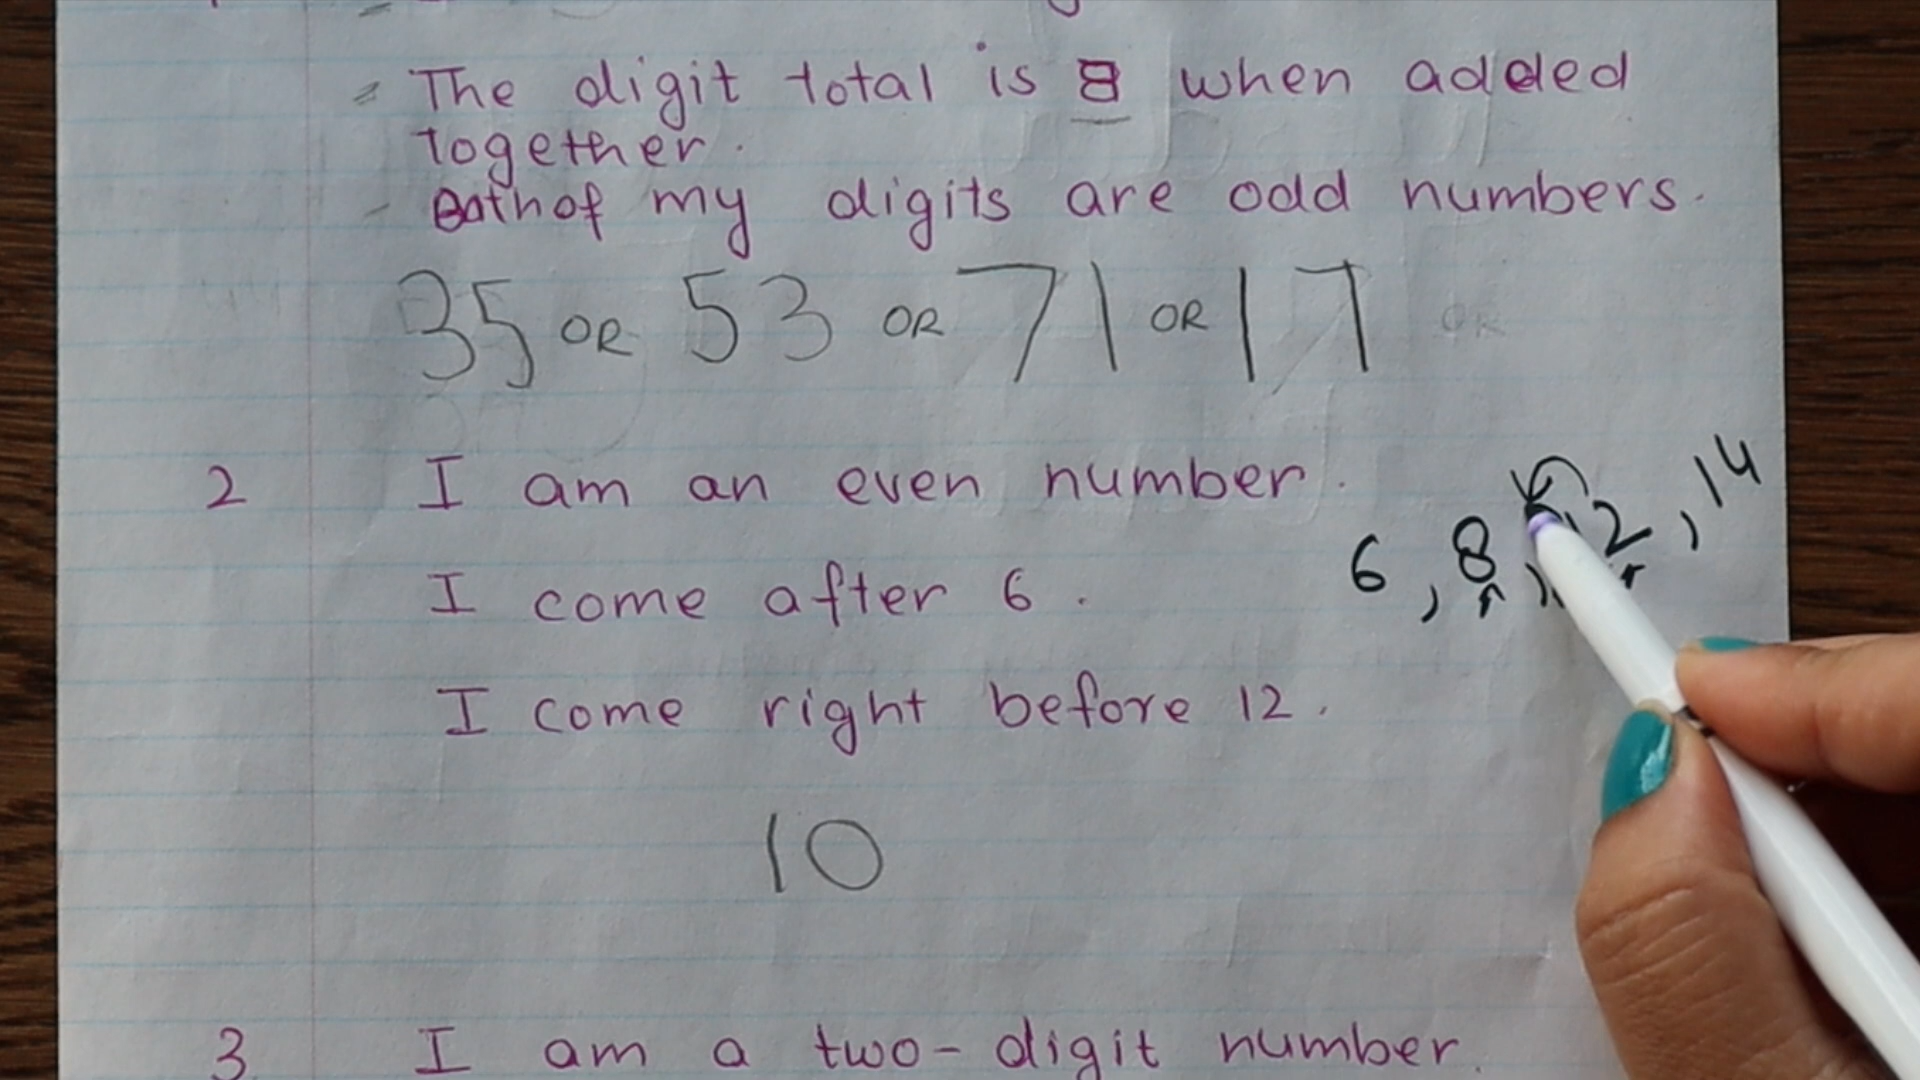 - The digit total is 8 when added
together.
- Both of my digits are odd numbers.
35 OR 53 OR 71 OR 17 OR
2 I am an even number.
6, 8, 12, 14
I come after 6.
I come right before 12.
10
3 I am a two-digit number.